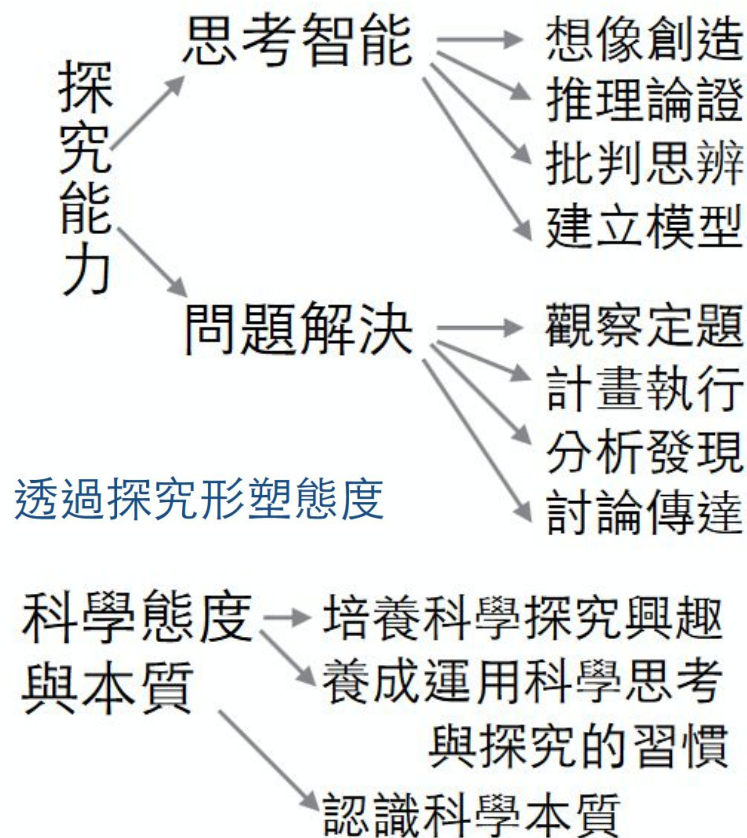 探究能力
思考智能
想像創造
推理論證
批判思辨
建立模型
問題解決
觀察定題
計畫執行
分析發現
討論傳達
透過探究形塑態度
科學態度
與本質
培養科學探究興趣
養成運用科學思考
與探究的習慣
認識科學本質